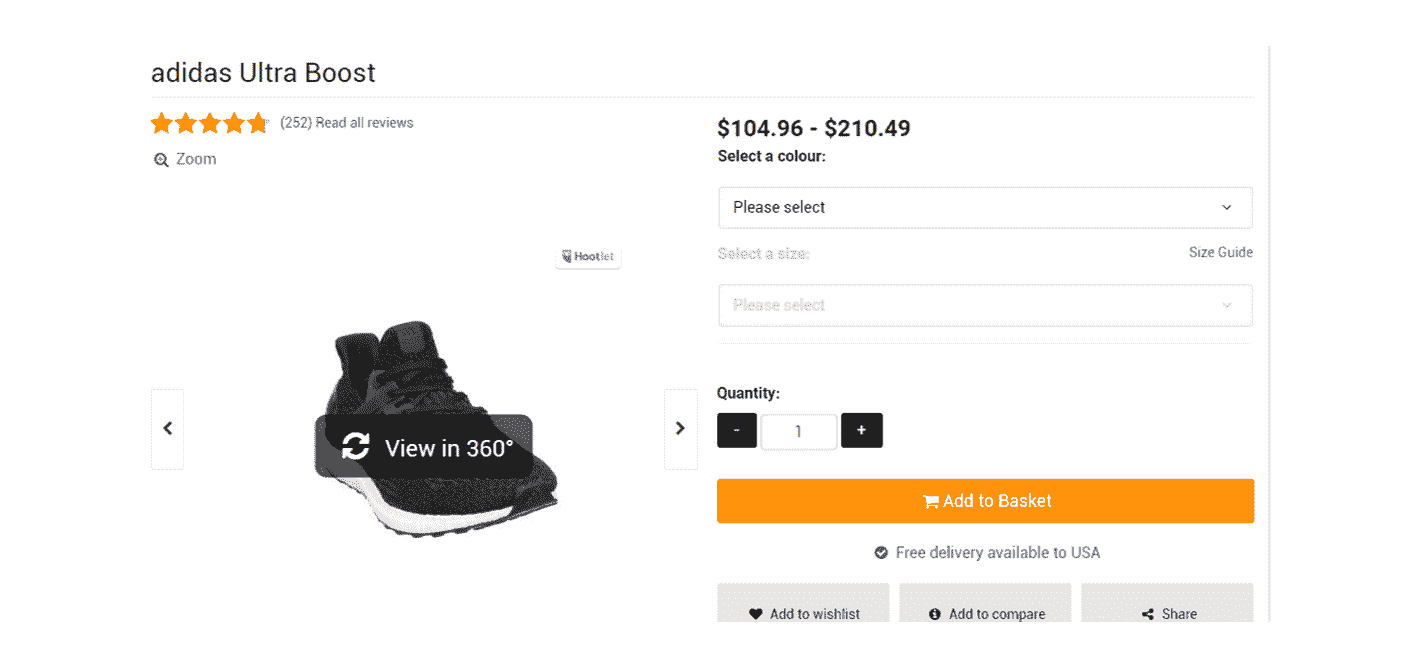 adidas Ultra Boost
(252) Read all reviews
Zoom
Hootlet
View in 360°
$104.96 - $210.49
Select a colour:
Please select
Select a size:
Size Guide
Please select
Quantity:
- 1 +
Add to Basket
Free delivery available to USA
Add to wishlist
Add to compare
Share